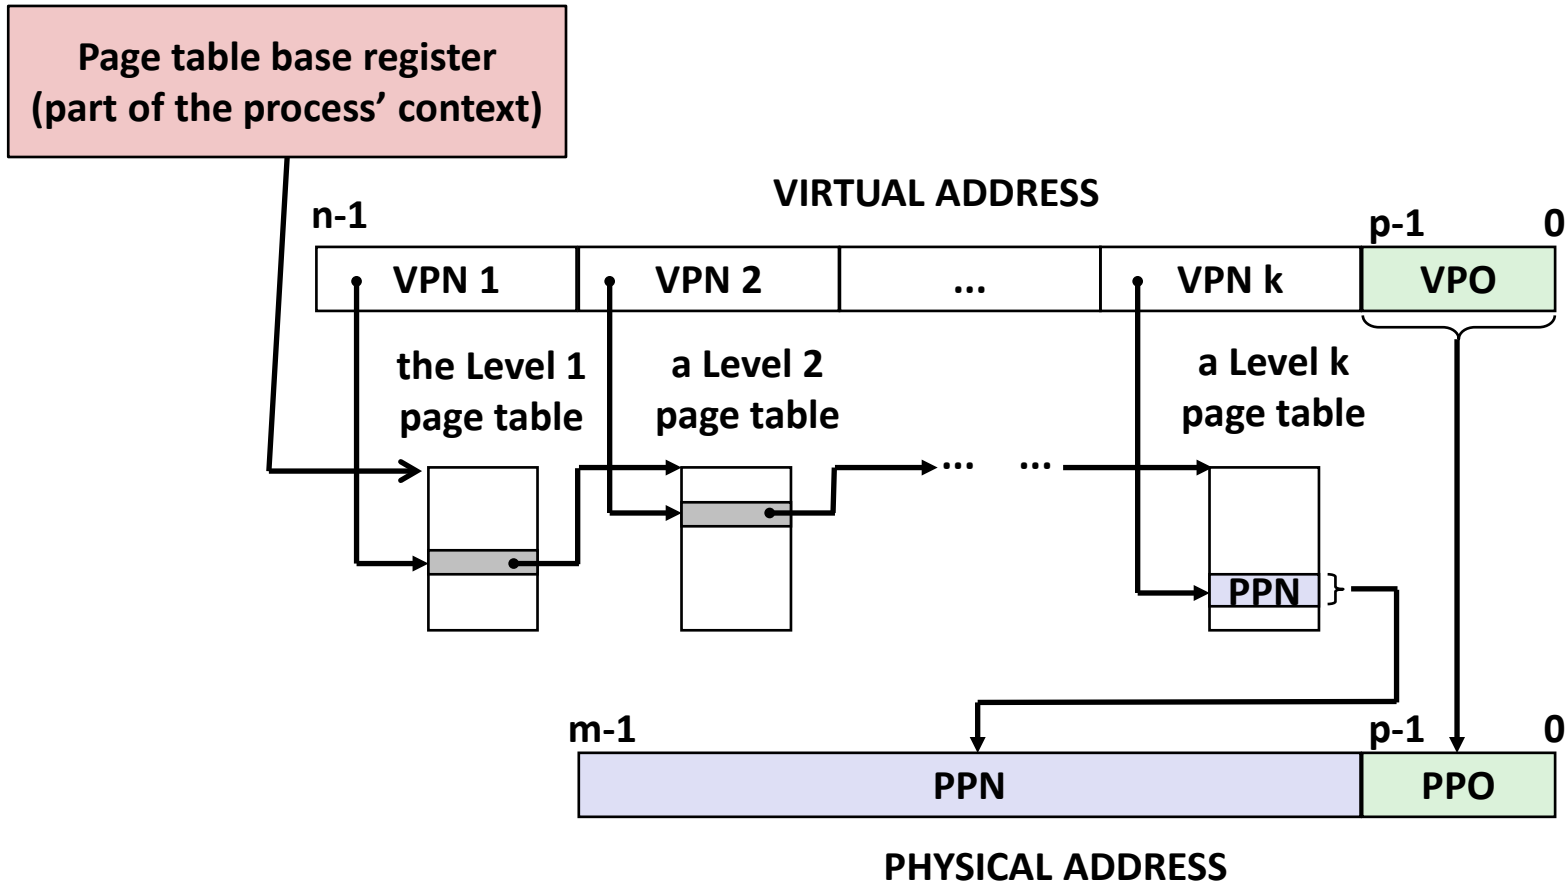 Page table base register
(part of the process’ context)
VIRTUAL ADDRESS
n-1
p-1
0
VPN 1
VPN 2
...
VPN k
VPO
the Level 1
page table
a Level 2
page table
a Level k
page table
...
...
PPN
m-1
p-1
0
PPN
PPO
PHYSICAL ADDRESS